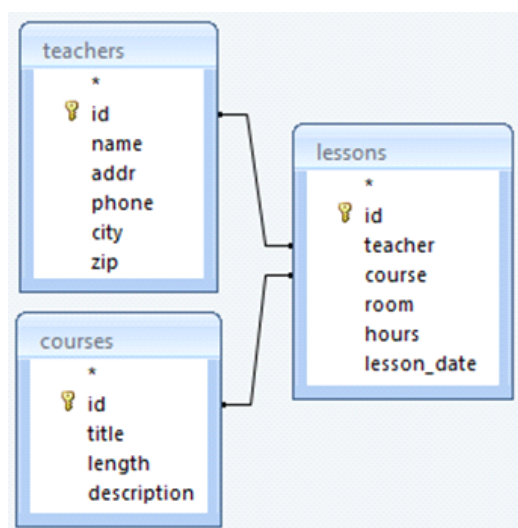 teachers
*
id
name
addr
phone
city
zip
lessons
*
id
teacher
course
room
hours
lesson_date
courses
*
id
title
length
description